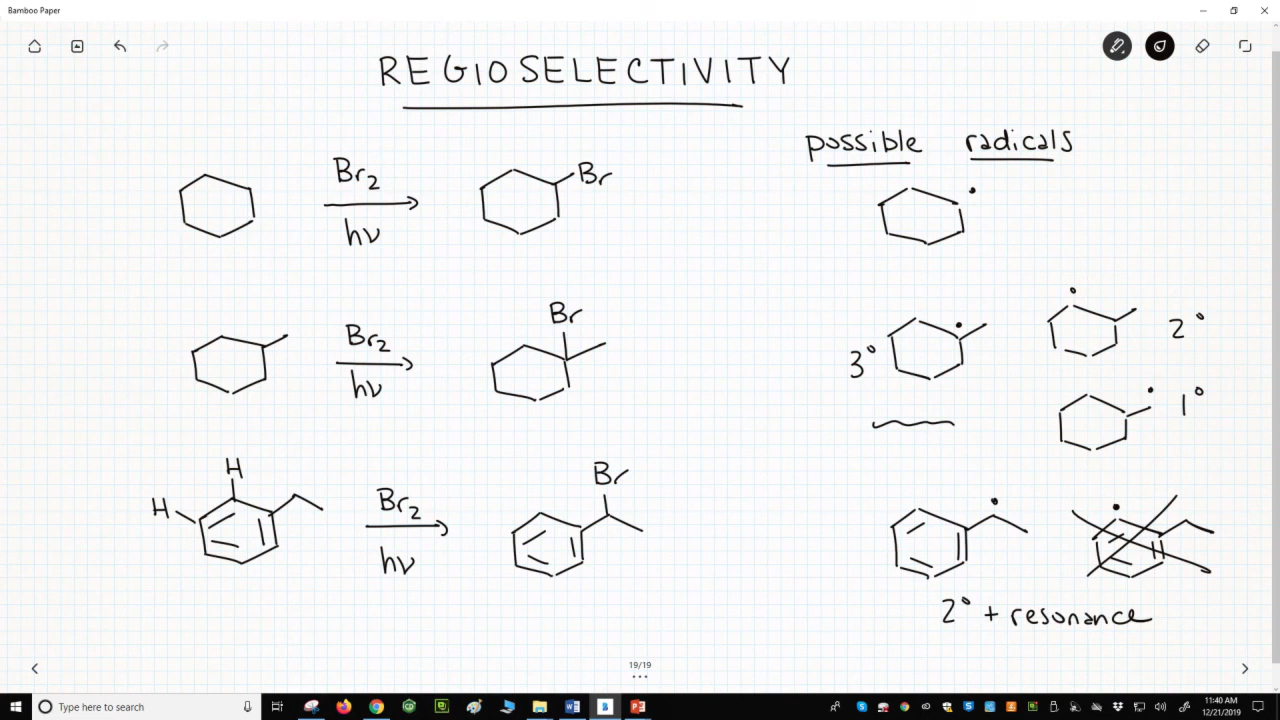 Bamboo Paper
REGIOSELECTIVITY
possible radicals
Br2
hν
Br
Br2
hν
Br
3°
2°
1°
H
H
Br2
hν
Br
2° + resonance
19/19
Type here to search
11:40 AM
12/21/2019